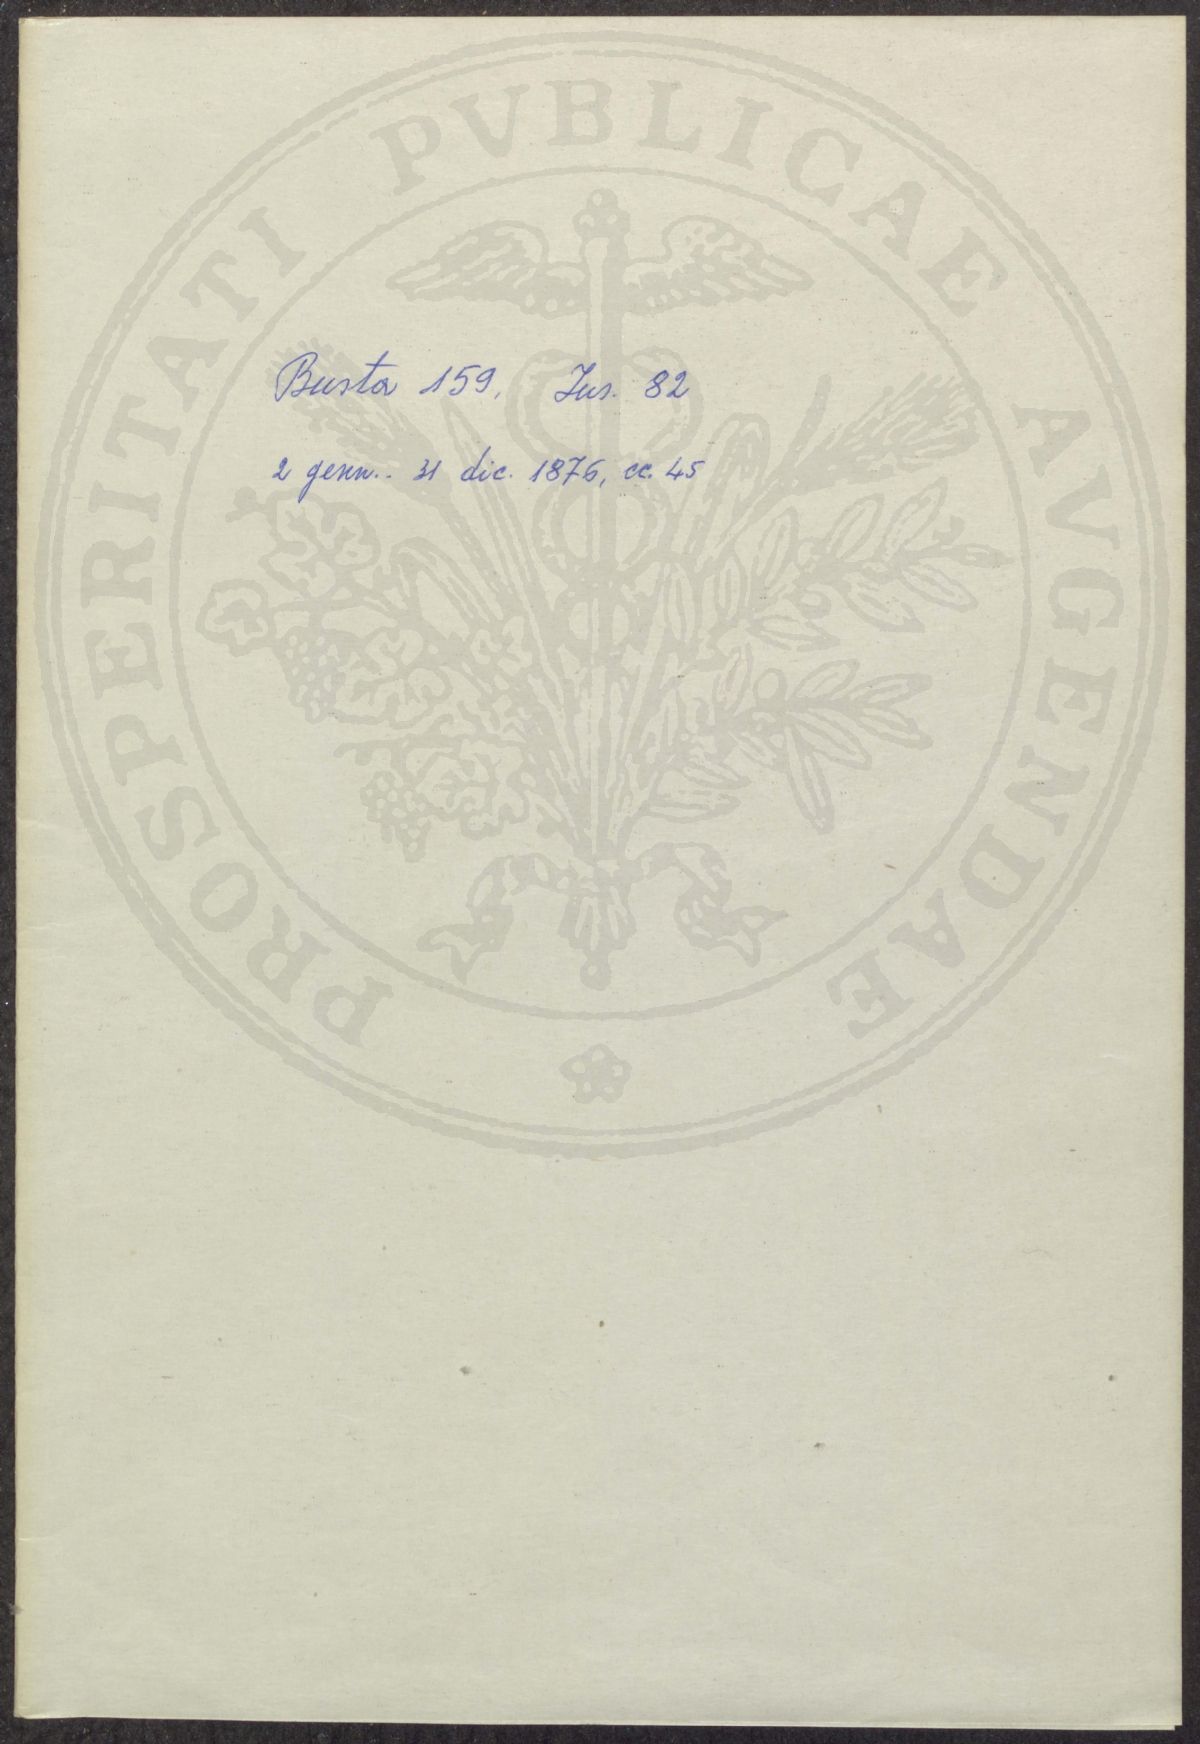 PROSPERITATI PVBLICAE AVGENDAE
Busta 159, Ins. 82
2 genn.. 31 dic. 1876, cc. 45